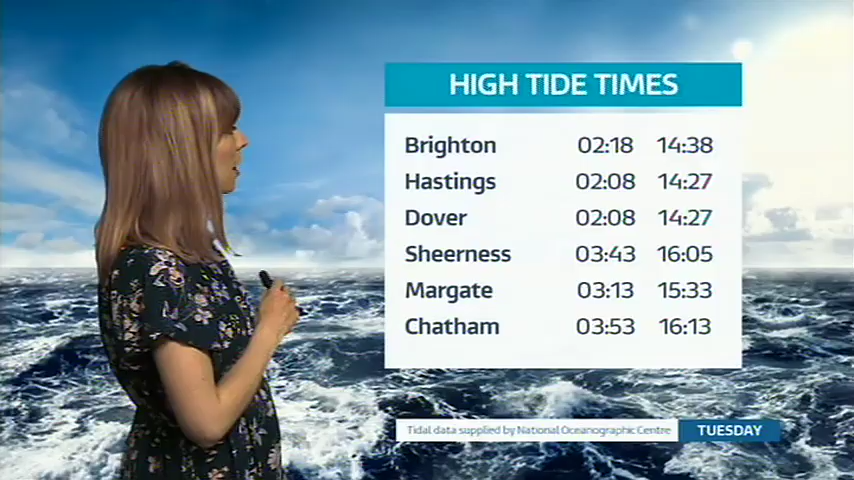 HIGH TIDE TIMES
Brighton 02:18 14:38
Hastings 02:08 14:27
Dover 02:08 14:27
Sheerness 03:43 16:05
Margate 03:13 15:33
Chatham 03:53 16:13
Tidal data supplied by National Oceanographic Centre TUESDAY